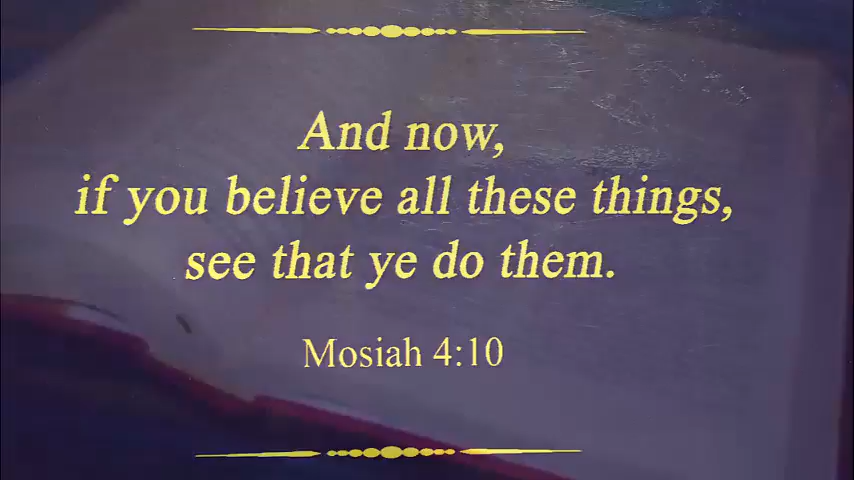 And now,
if you believe all these things,
see that ye do them.
Mosiah 4:10